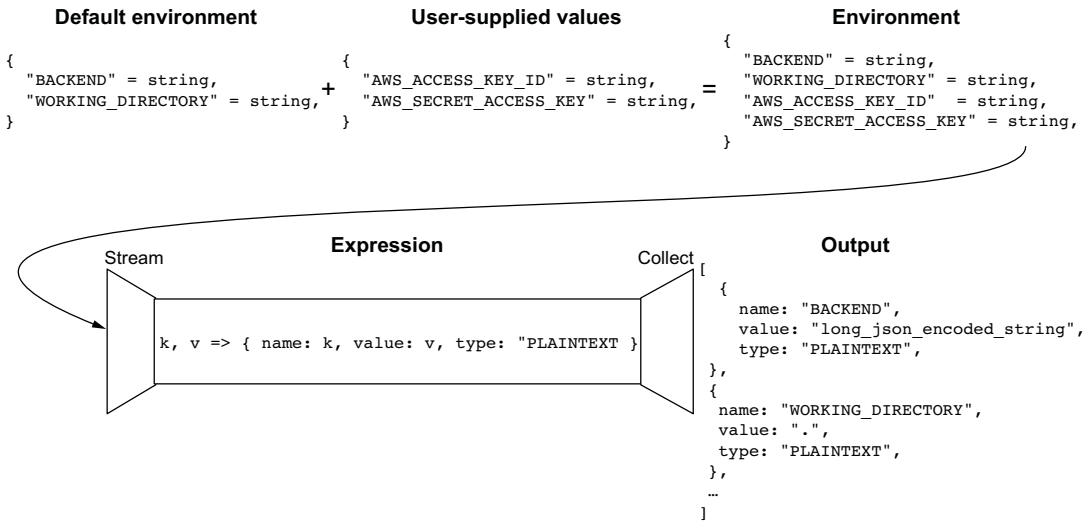 Default environment
{
"BACKEND" = string,
"WORKING_DIRECTORY" = string,
}
+
User-supplied values
{
"AWS_ACCESS_KEY_ID" = string,
"AWS_SECRET_ACCESS_KEY" = string,
}
=
Environment
{
"BACKEND" = string,
"WORKING_DIRECTORY" = string,
"AWS_ACCESS_KEY_ID" = string,
"AWS_SECRET_ACCESS_KEY" = string,
}
Expression
Stream
Collect
k, v => { name: k, value: v, type: "PLAINTEXT }
Output
[
{
name: "BACKEND",
value: "long_json_encoded_string",
type: "PLAINTEXT",
},
{
name: "WORKING_DIRECTORY",
value: ".",
type: "PLAINTEXT",
},
…
]